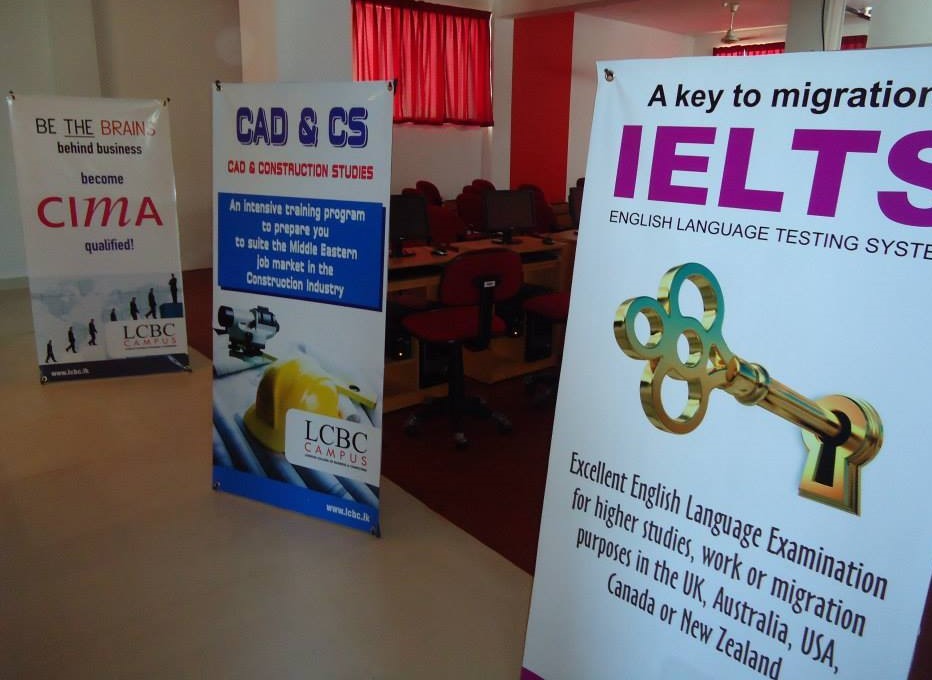 BE THE BRAINS
behind business
become
CIMA
qualified!
LCBC
CAMPUS
www.lcbc.lk
CAD & CS
CAD & CONSTRUCTION STUDIES
An intensive training program
to prepare you
to suite the Middle Eastern
job market in the
Construction Industry
LCBC
CAMPUS
www.lcbc.lk
A key to migration
IELTS
ENGLISH LANGUAGE TESTING SYSTE
Excellent English Language Examination
for higher studies, work or migration
purposes in the UK, Australia, USA,
Canada or New Zealand